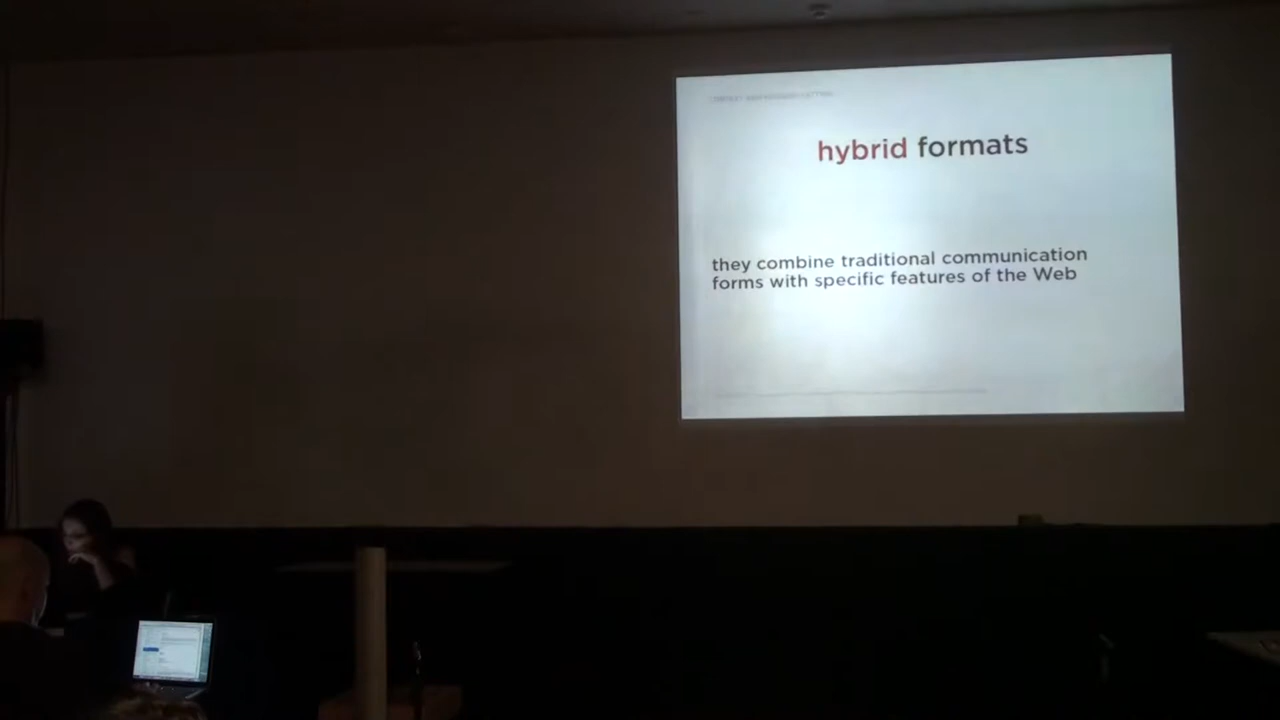 hybrid formats
they combine traditional communication
forms with specific features of the Web